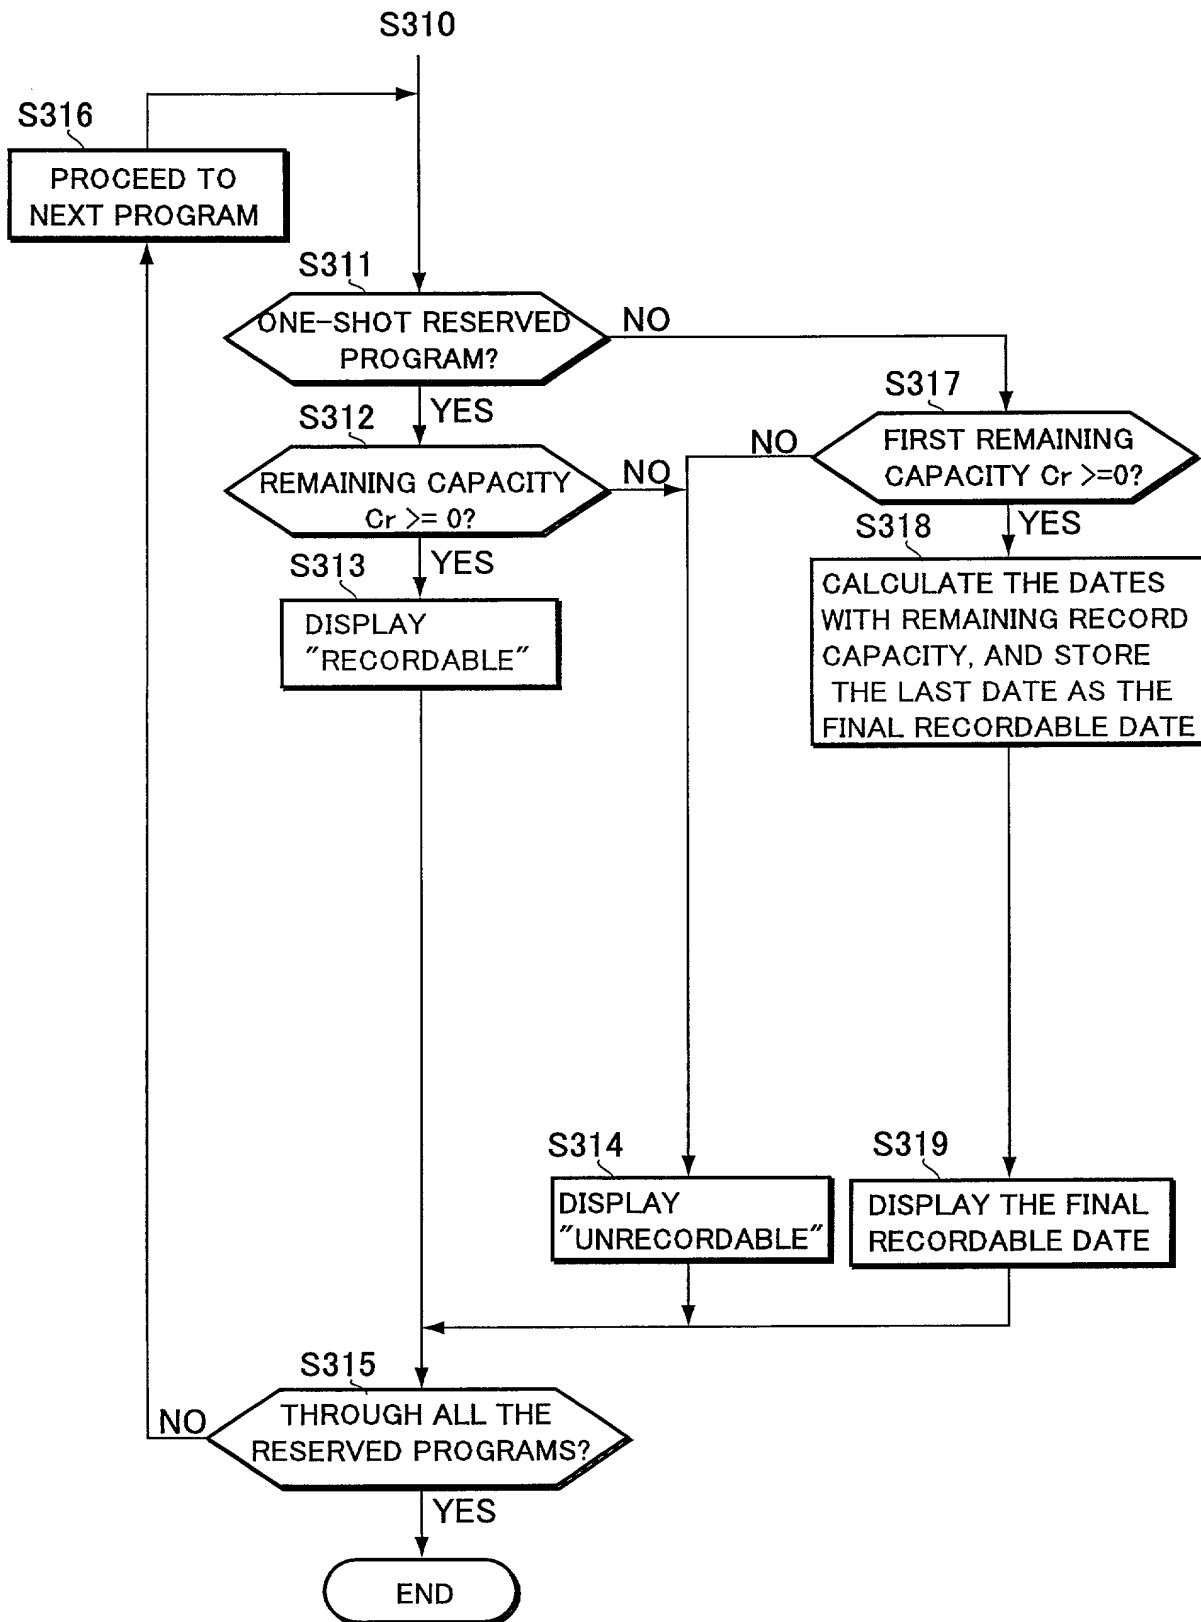 S310
S316
PROCEED TO
NEXT PROGRAM
S311
ONE-SHOT RESERVED
PROGRAM?
NO
YES
S317
FIRST REMAINING
CAPACITY Cr >=0?
NO
YES
S312
REMAINING CAPACITY
Cr >= 0?
NO
YES
S313
DISPLAY
"RECORDABLE"
S318
CALCULATE THE DATES
WITH REMAINING RECORD
CAPACITY, AND STORE
THE LAST DATE AS THE
FINAL RECORDABLE DATE
S314
DISPLAY
"UNRECORDABLE"
S319
DISPLAY THE FINAL
RECORDABLE DATE
S315
THROUGH ALL THE
RESERVED PROGRAMS?
NO
YES
END